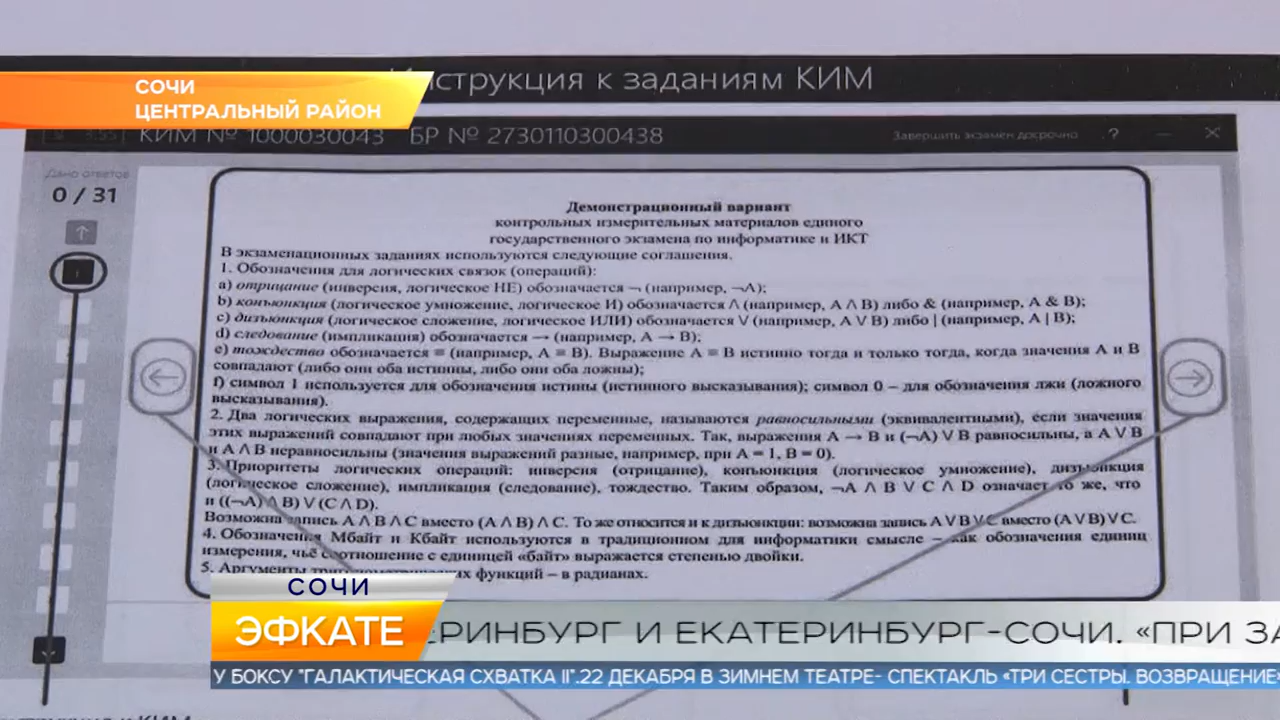 СОЧИ
ЦЕНТРАЛЬНЫЙ РАЙОН
Инструкция к заданиям КИМ
КИМ № 1000030043 БР № 2730110300438
Завершить экзамен досрочно ? — ×
Дано ответов
0 / 31
Демонстрационный вариант
контрольных измерительных материалов единого
государственного экзамена по информатике и ИКТ
В экзаменационных заданиях используются следующие соглашения.
1. Обозначения для логических связок (операций):
a) отрицание (инверсия, логическое НЕ) обозначается ¬ (например, ¬A);
b) конъюнкция (логическое умножение, логическое И) обозначается /\ (например, A /\ B) либо & (например, A & B);
c) дизъюнкция (логическое сложение, логическое ИЛИ) обозначается \/ (например, A \/ B) либо | (например, A | B);
d) следование (импликация) обозначается → (например, A → B);
e) тождество обозначается ≡ (например, A ≡ B). Выражение A ≡ B истинно тогда и только тогда, когда значения A и B
совпадают (либо они оба истинны, либо они оба ложны);
f) символ 1 используется для обозначения истины (истинного высказывания); символ 0 – для обозначения лжи (ложного
высказывания).
2. Два логических выражения, содержащих переменные, называются равносильными (эквивалентными), если значения
этих выражений совпадают при любых значениях переменных. Так, выражения A → B и (¬A) \/ B равносильны, а A \/ B
и A /\ B неравносильны (значения выражений разные, например, при A = 1, B = 0).
3. Приоритеты логических операций: инверсия (отрицание), конъюнкция (логическое умножение), дизъюнкция
(логическое сложение), импликация (следование), тождество. Таким образом, ¬A /\ B \/ C /\ D означает то же, что
и ((¬A) /\ B) \/ (C /\ D).
Возможна запись A /\ B /\ C вместо (A /\ B) /\ C. То же относится и к дизъюнкции: возможна запись A \/ B \/ C вместо (A \/ B) \/ C.
4. Обозначения Мбайт и Кбайт используются в традиционном для информатики смысле – как обозначения единиц
измерения, чьё соотношение с единицей «байт» выражается степенью двойки.
5. Аргументы тригонометрических функций – в радианах.
СОЧИ
ЭФКАТЕ
ЕРИНБУРГ И ЕКАТЕРИНБУРГ-СОЧИ. «ПРИ ЗА
У БОКСУ "ГАЛАКТИЧЕСКАЯ СХВАТКА II".22 ДЕКАБРЯ В ЗИМНЕМ ТЕАТРЕ- СПЕКТАКЛЬ «ТРИ СЕСТРЫ. ВОЗВРАЩЕНИЕ»